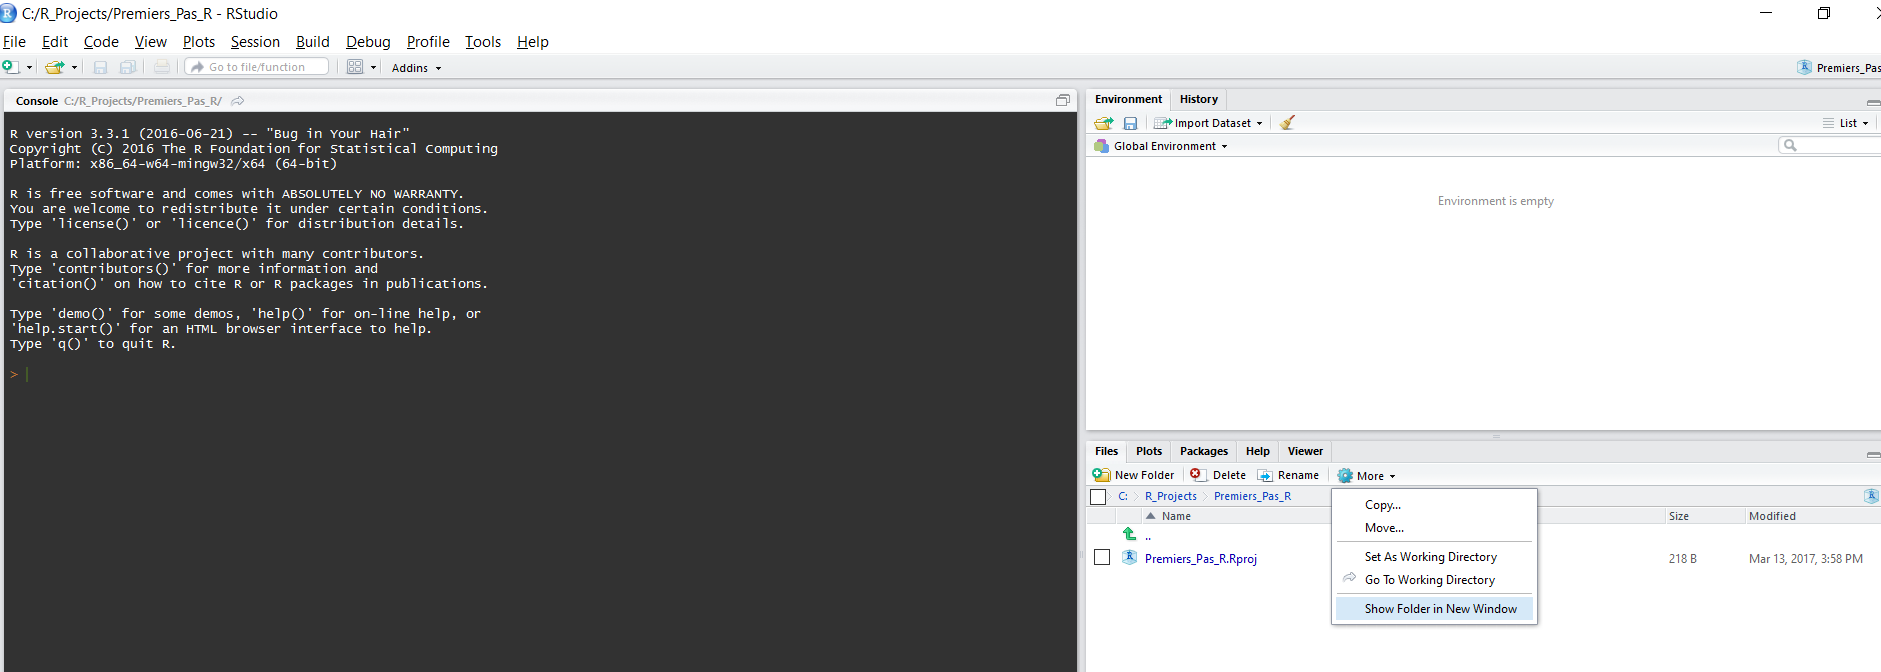 C:/R_Projects/Premiers_Pas_R - RStudio
File Edit Code View Plots Session Build Debug Profile Tools Help
Go to file/function Addins Premiers_Pas
Console C:/R_Projects/Premiers_Pas_R/
R version 3.3.1 (2016-06-21) -- "Bug in Your Hair"
Copyright (C) 2016 The R Foundation for Statistical Computing
Platform: x86_64-w64-mingw32/x64 (64-bit)
R is free software and comes with ABSOLUTELY NO WARRANTY.
You are welcome to redistribute it under certain conditions.
Type 'license()' or 'licence()' for distribution details.
R is a collaborative project with many contributors.
Type 'contributors()' for more information and
'citation()' on how to cite R or R packages in publications.
Type 'demo()' for some demos, 'help()' for on-line help, or
'help.start()' for an HTML browser interface to help.
Type 'q()' to quit R.
>
Environment History
Import Dataset List
Global Environment
Environment is empty
Files Plots Packages Help Viewer
New Folder Delete Rename More
C: R_Projects Premiers_Pas_R
Name Size Modified
..
Premiers_Pas_R.Rproj 218 B Mar 13, 2017, 3:58 PM
Copy...
Move...
Set As Working Directory
Go To Working Directory
Show Folder in New Window